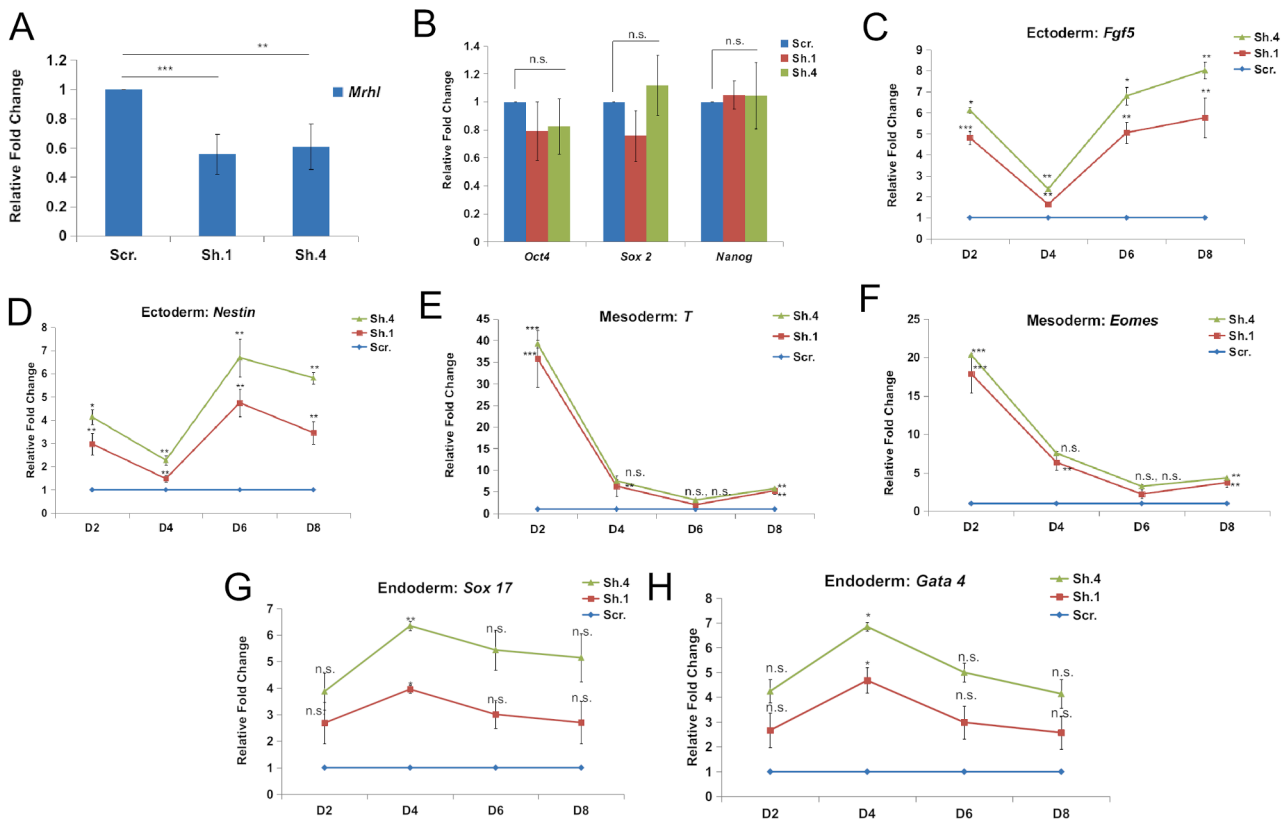 A
Relative Fold Change
1.2
1
0.8
0.6
0.4
0.2
0
**
***
Mrhl
Scr. Sh.1 Sh.4
B
Relative Fold Change
1.4
1.2
1
0.8
0.6
0.4
0.2
0
n.s. n.s. n.s.
Scr.
Sh.1
Sh.4
Oct4 Sox 2 Nanog
C
Ectoderm: Fgf5
Relative Fold Change
9
8
7
6
5
4
3
2
1
0
* ** * **
*** ** ** **
Sh.4
Sh.1
Scr.
D2 D4 D6 D8
D
Ectoderm: Nestin
Relative Fold Change
8
7
6
5
4
3
2
1
0
* ** ** **
** ** ** **
Sh.4
Sh.1
Scr.
D2 D4 D6 D8
E
Mesoderm: T
Relative Fold Change
45
40
35
30
25
20
15
10
5
0
*** n.s. n.s., n.s. **
*** ** **
Sh.4
Sh.1
Scr.
D2 D4 D6 D8
F
Mesoderm: Eomes
Relative Fold Change
25
20
15
10
5
0
*** n.s. n.s., n.s. **
*** ** **
Sh.4
Sh.1
Scr.
D2 D4 D6 D8
G
Endoderm: Sox 17
Relative Fold Change
7
6
5
4
3
2
1
0
n.s. ** n.s. n.s.
n.s. * n.s. n.s.
Sh.4
Sh.1
Scr.
D2 D4 D6 D8
H
Endoderm: Gata 4
Relative Fold Change
8
7
6
5
4
3
2
1
0
n.s. * n.s. n.s.
n.s. * n.s. n.s.
Sh.4
Sh.1
Scr.
D2 D4 D6 D8